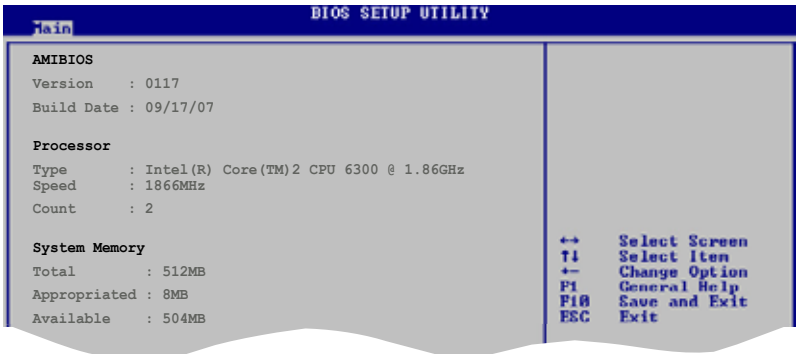 BIOS SETUP UTILITY
Main
AMIBIOS
Version : 0117
Build Date : 09/17/07
Processor
Type : Intel(R) Core(TM)2 CPU 6300 @ 1.86GHz
Speed : 1866MHz
Count : 2
System Memory
Total : 512MB
Appropriated : 8MB
Available : 504MB
←→ Select Screen
↑↓ Select Item
+- Change Option
F1 General Help
F10 Save and Exit
ESC Exit